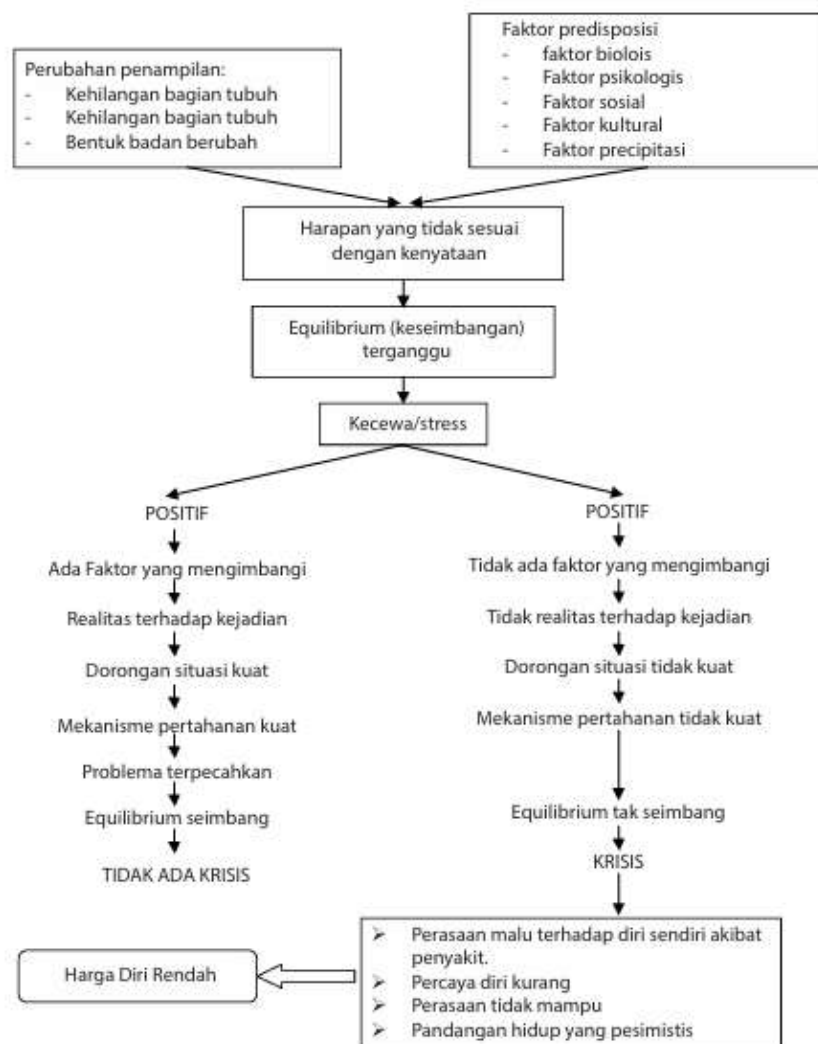 Perubahan penampilan:
- Kehilangan bagian tubuh
- Kehilangan bagian tubuh
- Bentuk badan berubah
Faktor predisposisi
- faktor biolois
- Faktor psikologis
- Faktor sosial
- Faktor kultural
- Faktor precipitasi
Harapan yang tidak sesuai
dengan kenyataan
Equilibrium (keseimbangan)
terganggu
Kecewa/stress
POSITIF
Ada Faktor yang mengimbangi
Realitas terhadap kejadian
Dorongan situasi kuat
Mekanisme pertahanan kuat
Problema terpecahkan
Equilibrium seimbang
TIDAK ADA KRISIS
POSITIF
Tidak ada faktor yang mengimbangi
Tidak realitas terhadap kejadian
Dorongan situasi tidak kuat
Mekanisme pertahanan tidak kuat
Equilibrium tak seimbang
KRISIS
➢ Perasaan malu terhadap diri sendiri akibat
penyakit.
➢ Percaya diri kurang
➢ Perasaan tidak mampu
➢ Pandangan hidup yang pesimistis
Harga Diri Rendah